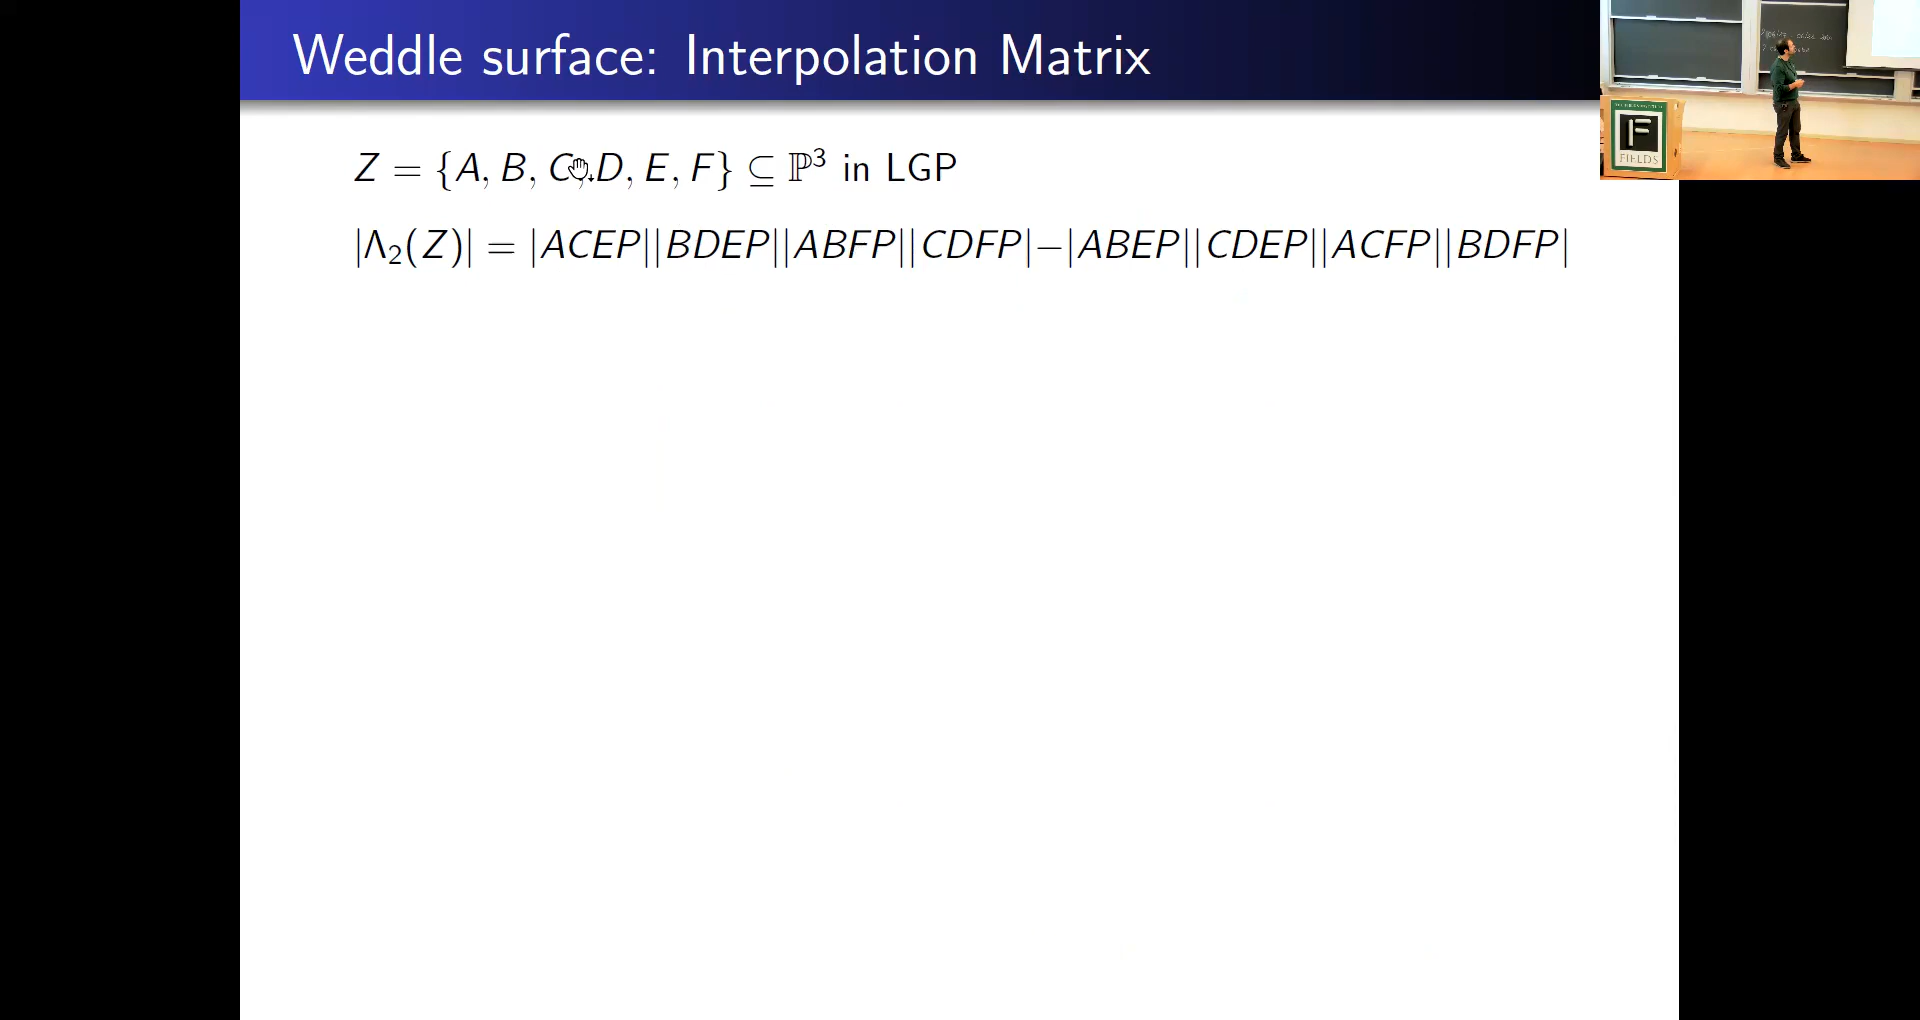 Weddle surface: Interpolation Matrix
Z = {A, B, C, D, E, F} ⊆ ℙ³ in LGP
|Λ₂(Z)| = |ACEP||BDEP||ABFP||CDFP|−|ABEP||CDEP||ACFP||BDFP|
F
FIELDS